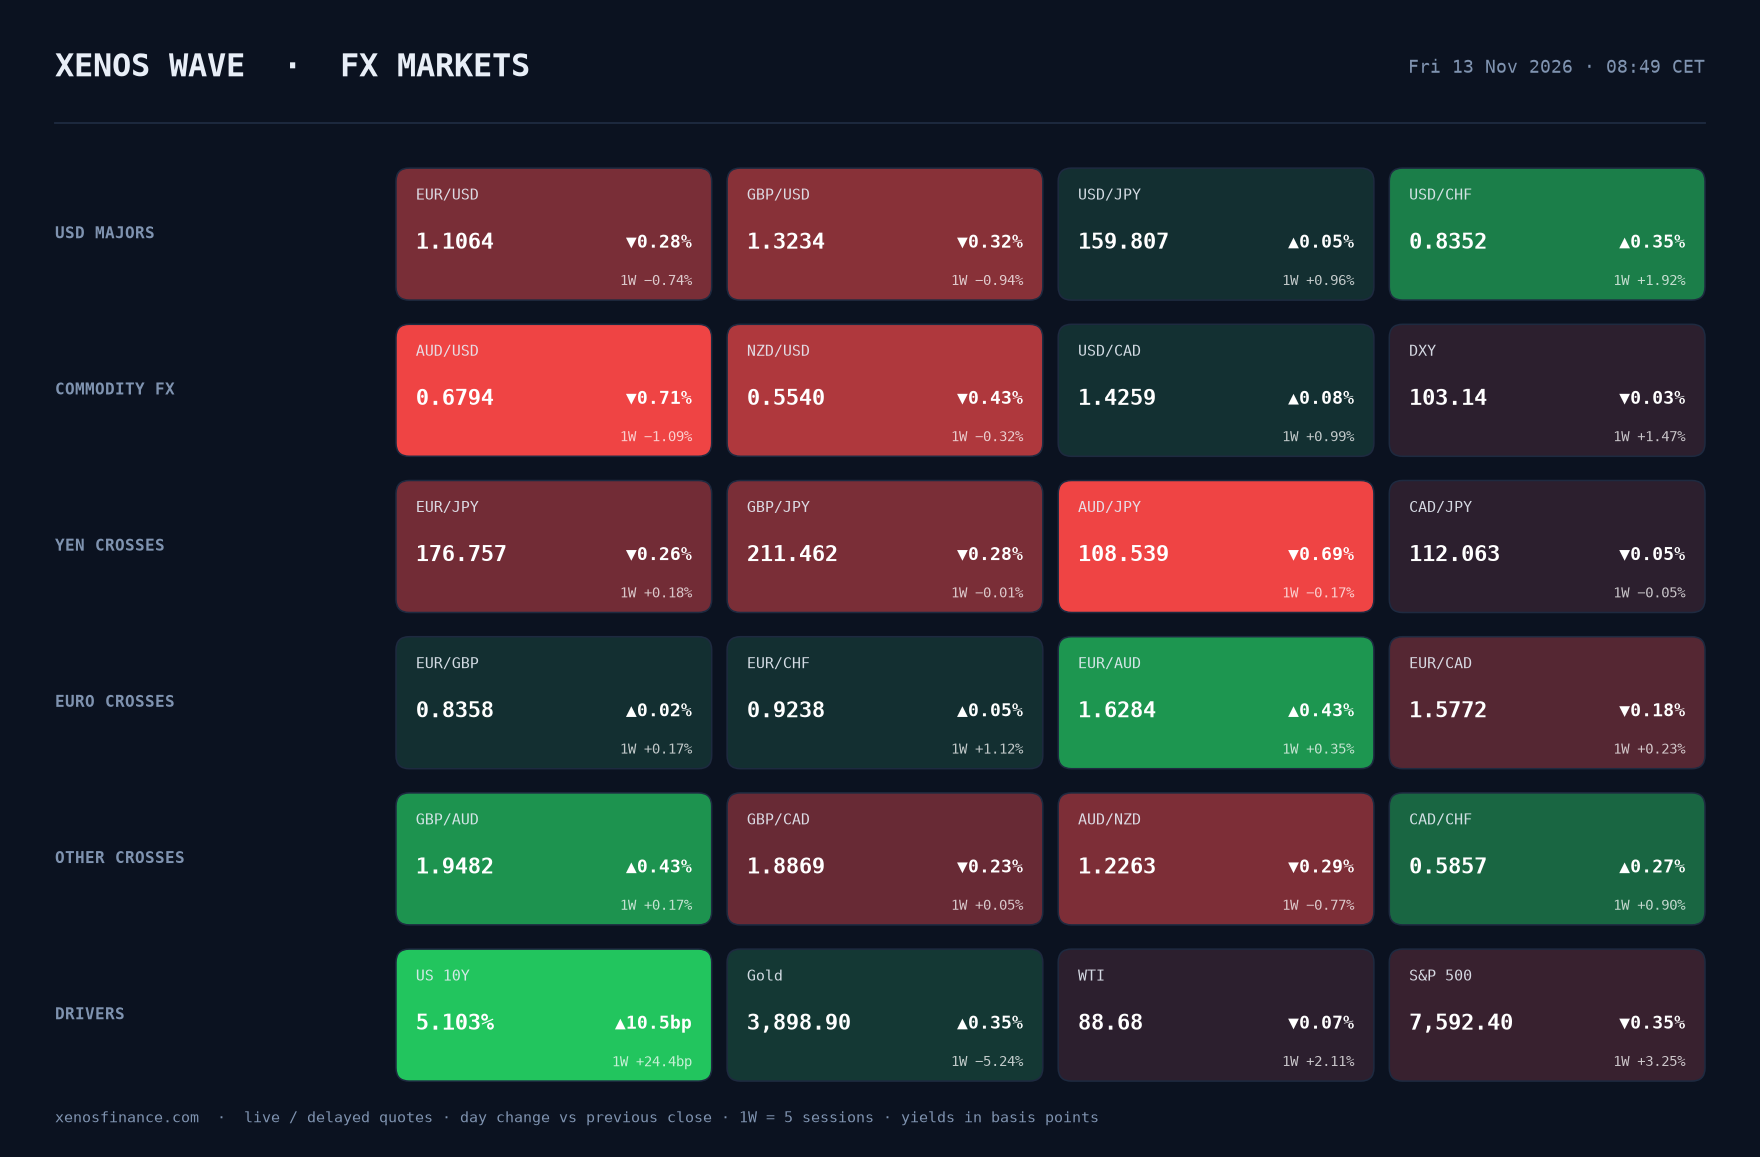 XENOS WAVE · FX MARKETS
Fri 13 Nov 2026 · 08:49 CET
USD MAJORS
EUR/USD
1.1064 ▼0.28%
1W −0.74%
GBP/USD
1.3234 ▼0.32%
1W −0.94%
USD/JPY
159.807 ▲0.05%
1W +0.96%
USD/CHF
0.8352 ▲0.35%
1W +1.92%
COMMODITY FX
AUD/USD
0.6794 ▼0.71%
1W −1.09%
NZD/USD
0.5540 ▼0.43%
1W −0.32%
USD/CAD
1.4259 ▲0.08%
1W +0.99%
DXY
103.14 ▼0.03%
1W +1.47%
YEN CROSSES
EUR/JPY
176.757 ▼0.26%
1W +0.18%
GBP/JPY
211.462 ▼0.28%
1W −0.01%
AUD/JPY
108.539 ▼0.69%
1W −0.17%
CAD/JPY
112.063 ▼0.05%
1W −0.05%
EURO CROSSES
EUR/GBP
0.8358 ▲0.02%
1W +0.17%
EUR/CHF
0.9238 ▲0.05%
1W +1.12%
EUR/AUD
1.6284 ▲0.43%
1W +0.35%
EUR/CAD
1.5772 ▼0.18%
1W +0.23%
OTHER CROSSES
GBP/AUD
1.9482 ▲0.43%
1W +0.17%
GBP/CAD
1.8869 ▼0.23%
1W +0.05%
AUD/NZD
1.2263 ▼0.29%
1W −0.77%
CAD/CHF
0.5857 ▲0.27%
1W +0.90%
DRIVERS
US 10Y
5.103% ▲10.5bp
1W +24.4bp
Gold
3,898.90 ▲0.35%
1W −5.24%
WTI
88.68 ▼0.07%
1W +2.11%
S&P 500
7,592.40 ▼0.35%
1W +3.25%
xenosfinance.com · live / delayed quotes · day change vs previous close · 1W = 5 sessions · yields in basis points